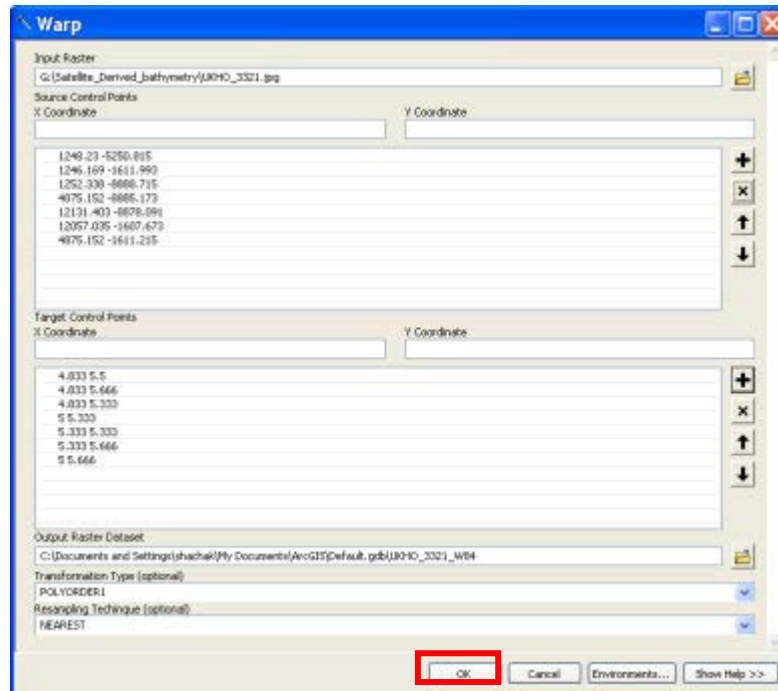 Warp
Input Raster
G:\Satellite_Derived_bathymetry\UKHO_3321.jpg
Source Control Points
X Coordinate Y Coordinate
1248.23 -5250.815
1246.169 -1611.993
1252.338 -8888.715
4875.152 -8885.173
12131.403 -8878.091
12057.035 -1607.673
4875.152 -1611.215
Target Control Points
X Coordinate Y Coordinate
4.833 5.5
4.833 5.666
4.833 5.333
5 5.333
5.333 5.333
5.333 5.666
5 5.666
Output Raster Dataset
C:\Documents and Settings\shachak\My Documents\ArcGIS\Default.gdb\UKHO_3321_W84
Transformation Type (optional)
POLYORDER1
Resampling Technique (optional)
NEAREST
OK Cancel Environments... Show Help >>